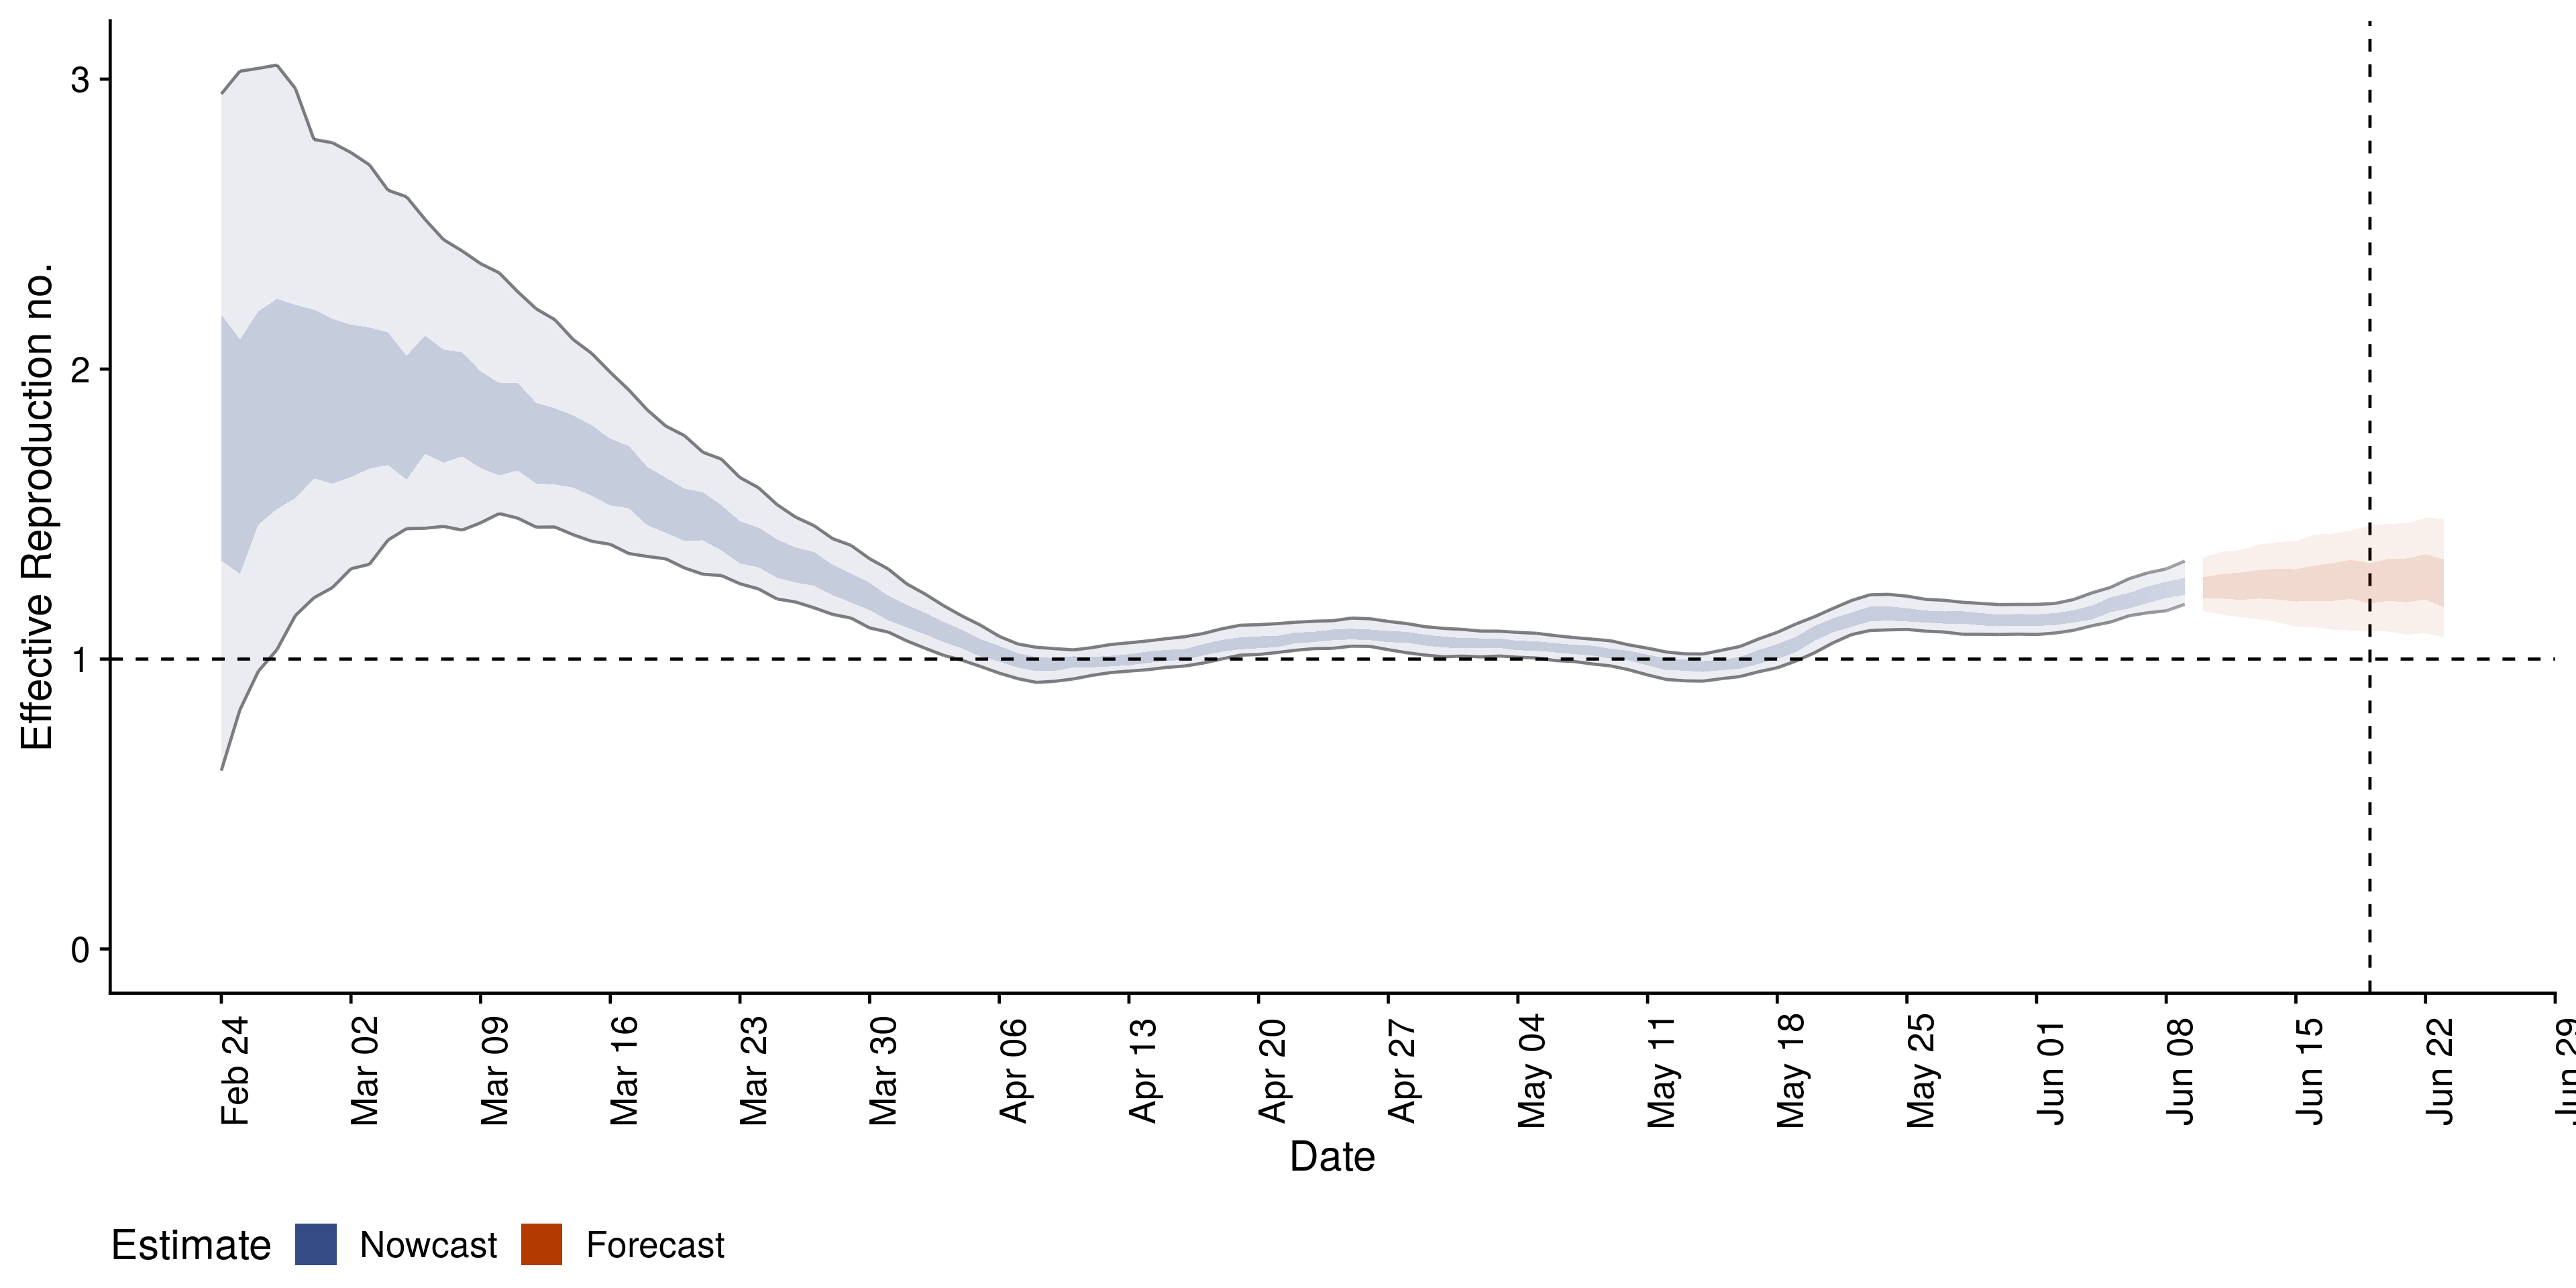 Effective Reproduction no.
3
2
1
0
Feb 24
Mar 02
Mar 09
Mar 16
Mar 23
Mar 30
Apr 06
Apr 13
Apr 20
Apr 27
May 04
May 11
May 18
May 25
Jun 01
Jun 08
Jun 15
Jun 22
Jun 29
Date
Estimate Nowcast Forecast